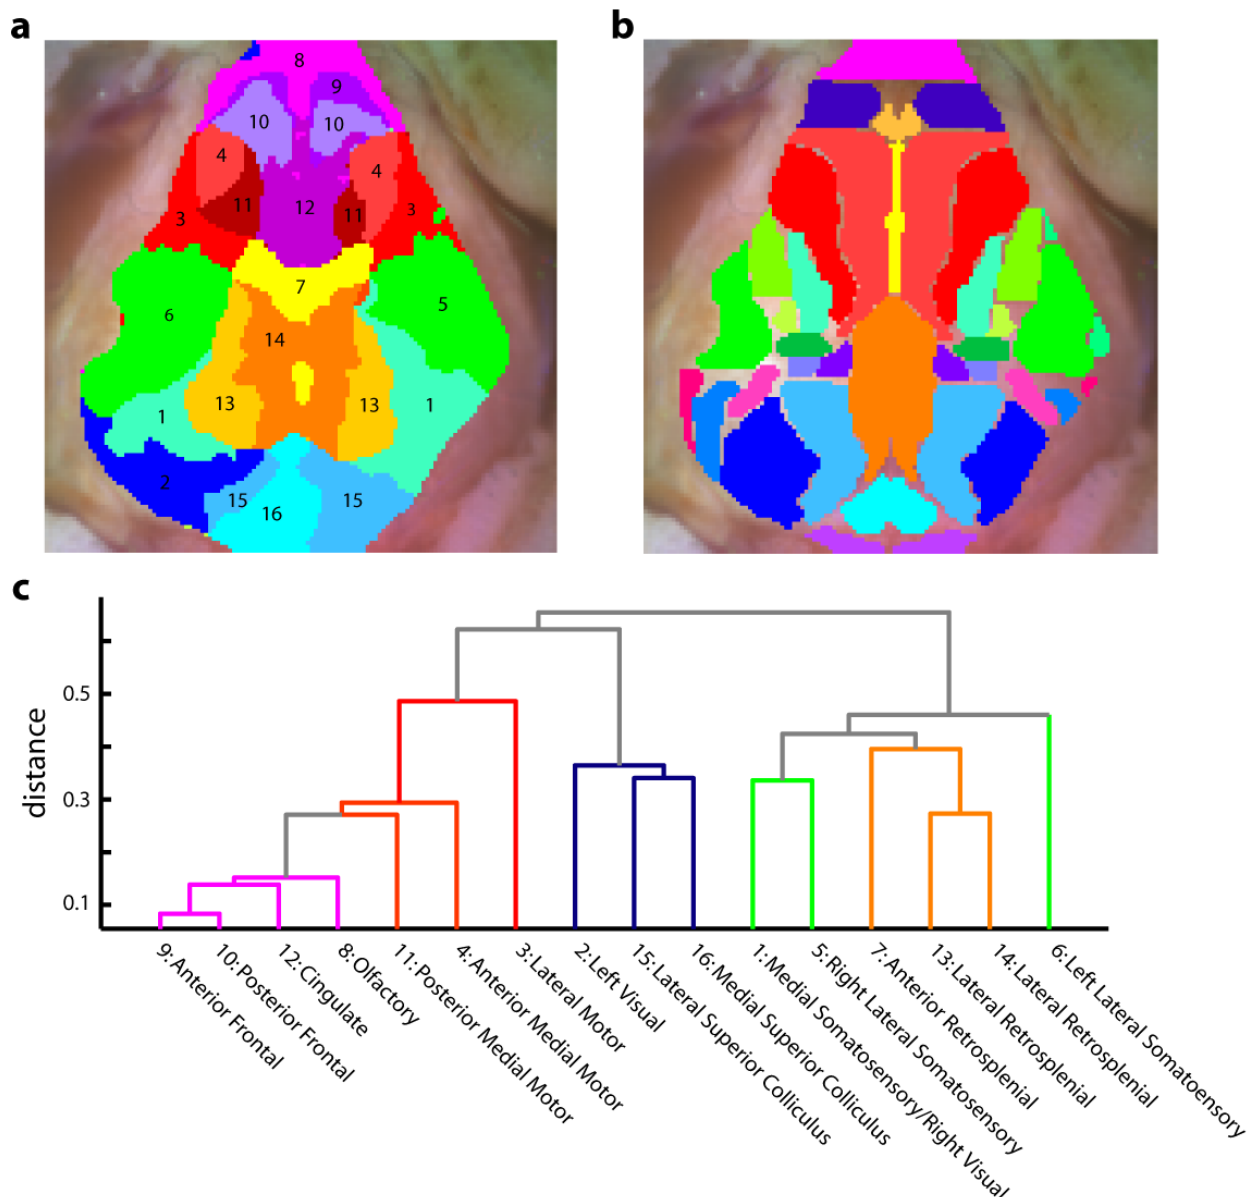 a
b
8
9
10
10
4
4
11
11
12
3
3
7
6
5
14
13
13
1
1
2
15
15
16
c
distance
0.5
0.3
0.1
9:Anterior Frontal
10:Posterior Frontal
12:Cingulate
8:Olfactory
11:Posterior Medial Motor
4:Anterior Medial Motor
3:Lateral Motor
2:Left Visual
15:Lateral Superior Colliculus
16:Medial Superior Colliculus
1:Medial Somatosensory/Right Visual
5:Right Lateral Somatosensory
7:Anterior Retrosplenial
13:Lateral Retrosplenial
14:Lateral Retrosplenial
6:Left Lateral Somatoensory